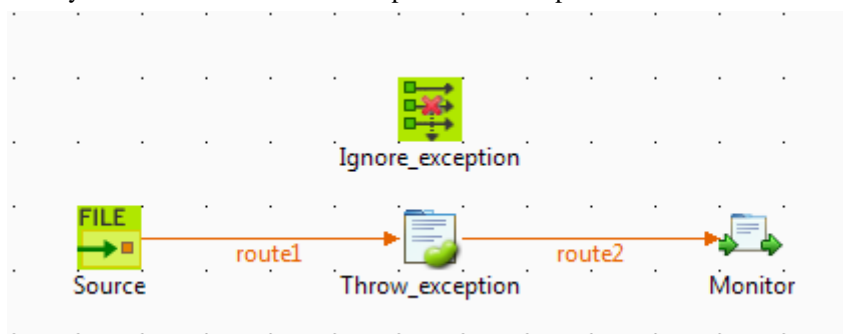 Ignore_exception
FILE
route1
route2
Source
Throw_exception
Monitor